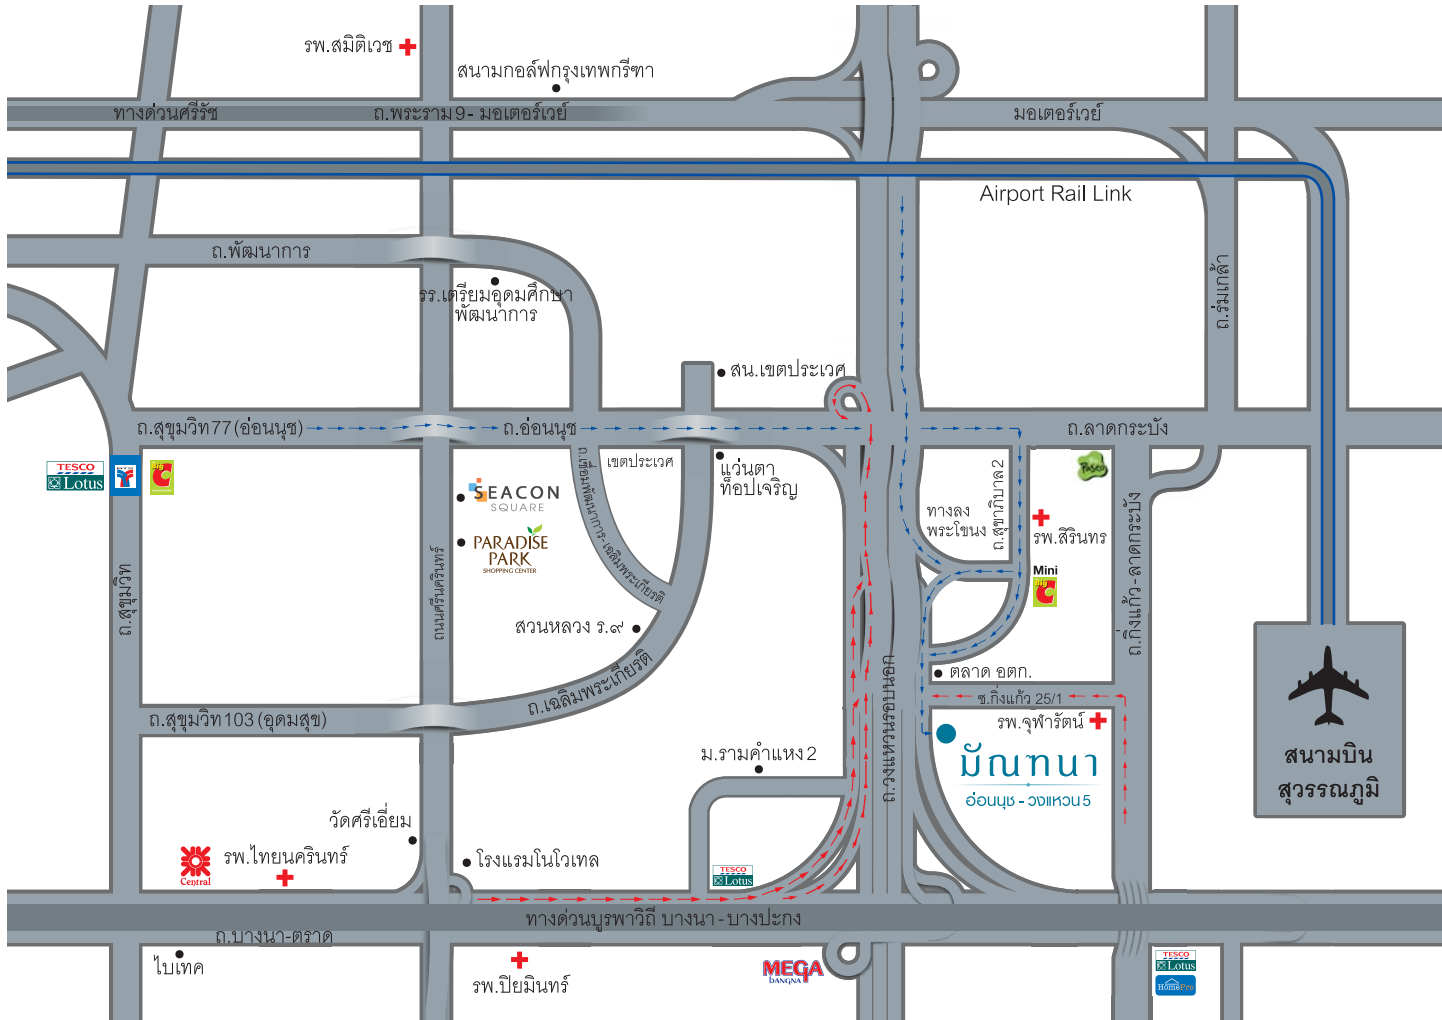 รพ.สมิติเวช
สนามกอล์ฟกรุงเทพกรีฑา
ทางด่วนศรีรัช
ถ.พระราม 9 - มอเตอร์เวย์
มอเตอร์เวย์
Airport Rail Link
ถ.พัฒนาการ
รร.เตรียมอุดมศึกษา
พัฒนาการ
ถ.ร่มเกล้า
สน.เขตประเวศ
ถ.สุขุมวิท 77 (อ่อนนุช)
ถ.อ่อนนุช
ถ.ลาดกระบัง
TESCO
Lotus
BTS
Big
C
เขตประเวศ
แว่นตา
ท็อปเจริญ
ถ.เชื่อมพัฒนาการ-เฉลิมพระเกียรติ
SEACON
SQUARE
PARADISE
PARK
SHOPPING CENTER
ทางลง
พระโขนง
ถ.สุขาภิบาล 2
Paseo
รพ.สิรินธร
Mini
Big
C
ถ.สุขุมวิท
ถนนศรีนครินทร์
ถ.กิ่งแก้ว - ลาดกระบัง
สวนหลวง ร.๙
ถ.เฉลิมพระเกียรติ
ถ.วงแหวนรอบนอก
ตลาด อตก.
ซ.กิ่งแก้ว 25/1
รพ.จุฬารัตน์
ถ.สุขุมวิท 103 (อุดมสุข)
ม.รามคำแหง 2
มัณฑนา
อ่อนนุช - วงแหวน 5
สนามบิน
สุวรรณภูมิ
วัดศรีเอี่ยม
Central
รพ.ไทยนครินทร์
โรงแรมโนโวเทล
TESCO
Lotus
ทางด่วนบูรพาวิถี บางนา - บางปะกง
ถ.บางนา-ตราด
ไบเทค
รพ.ปิยมินทร์
MEGA
BANGNA
TESCO
Lotus
HomePro